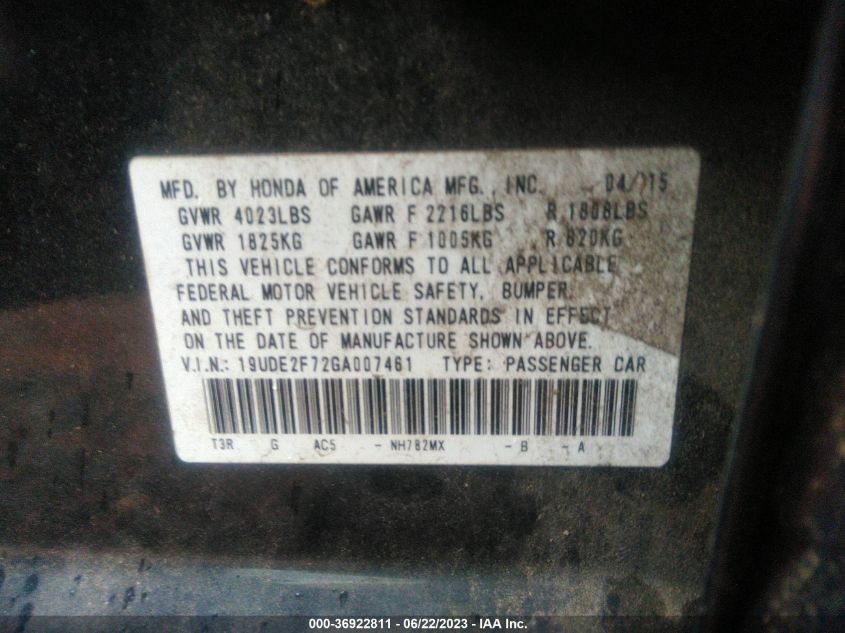 MFD. BY HONDA OF AMERICA MFG., INC. 04/15
GVWR 4023LBS GAWR F 2216LBS R 1808LBS
GVWR 1825KG GAWR F 1005KG R 820KG
THIS VEHICLE CONFORMS TO ALL APPLICABLE
FEDERAL MOTOR VEHICLE SAFETY, BUMPER,
AND THEFT PREVENTION STANDARDS IN EFFECT
ON THE DATE OF MANUFACTURE SHOWN ABOVE.
V.I.N.: 19UDE2F72GA007461 TYPE: PASSENGER CAR
T3R G AC5 - NH782MX - B - A
000-36922811 - 06/22/2023 - IAA Inc.